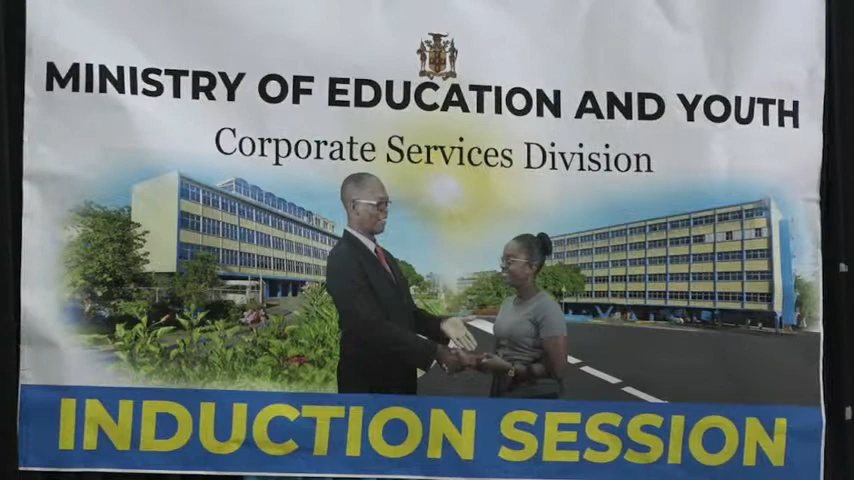 MINISTRY OF EDUCATION AND YOUTH
Corporate Services Division
INDUCTION SESSION